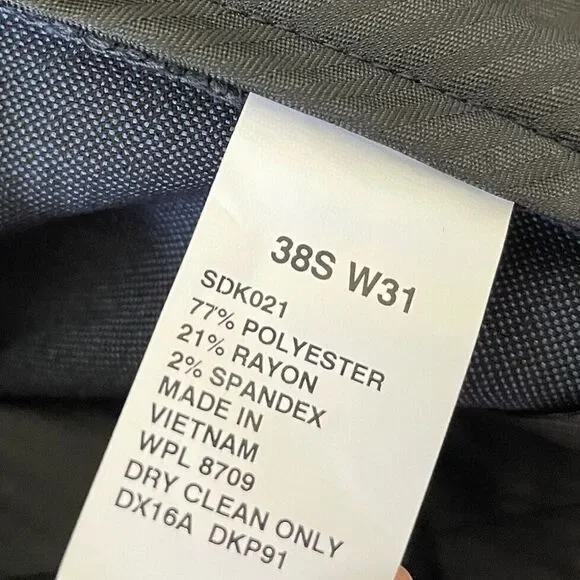 38S W31
SDK021
77% POLYESTER
21% RAYON
2% SPANDEX
MADE IN
VIETNAM
WPL 8709
DRY CLEAN ONLY
DX16A DKP91